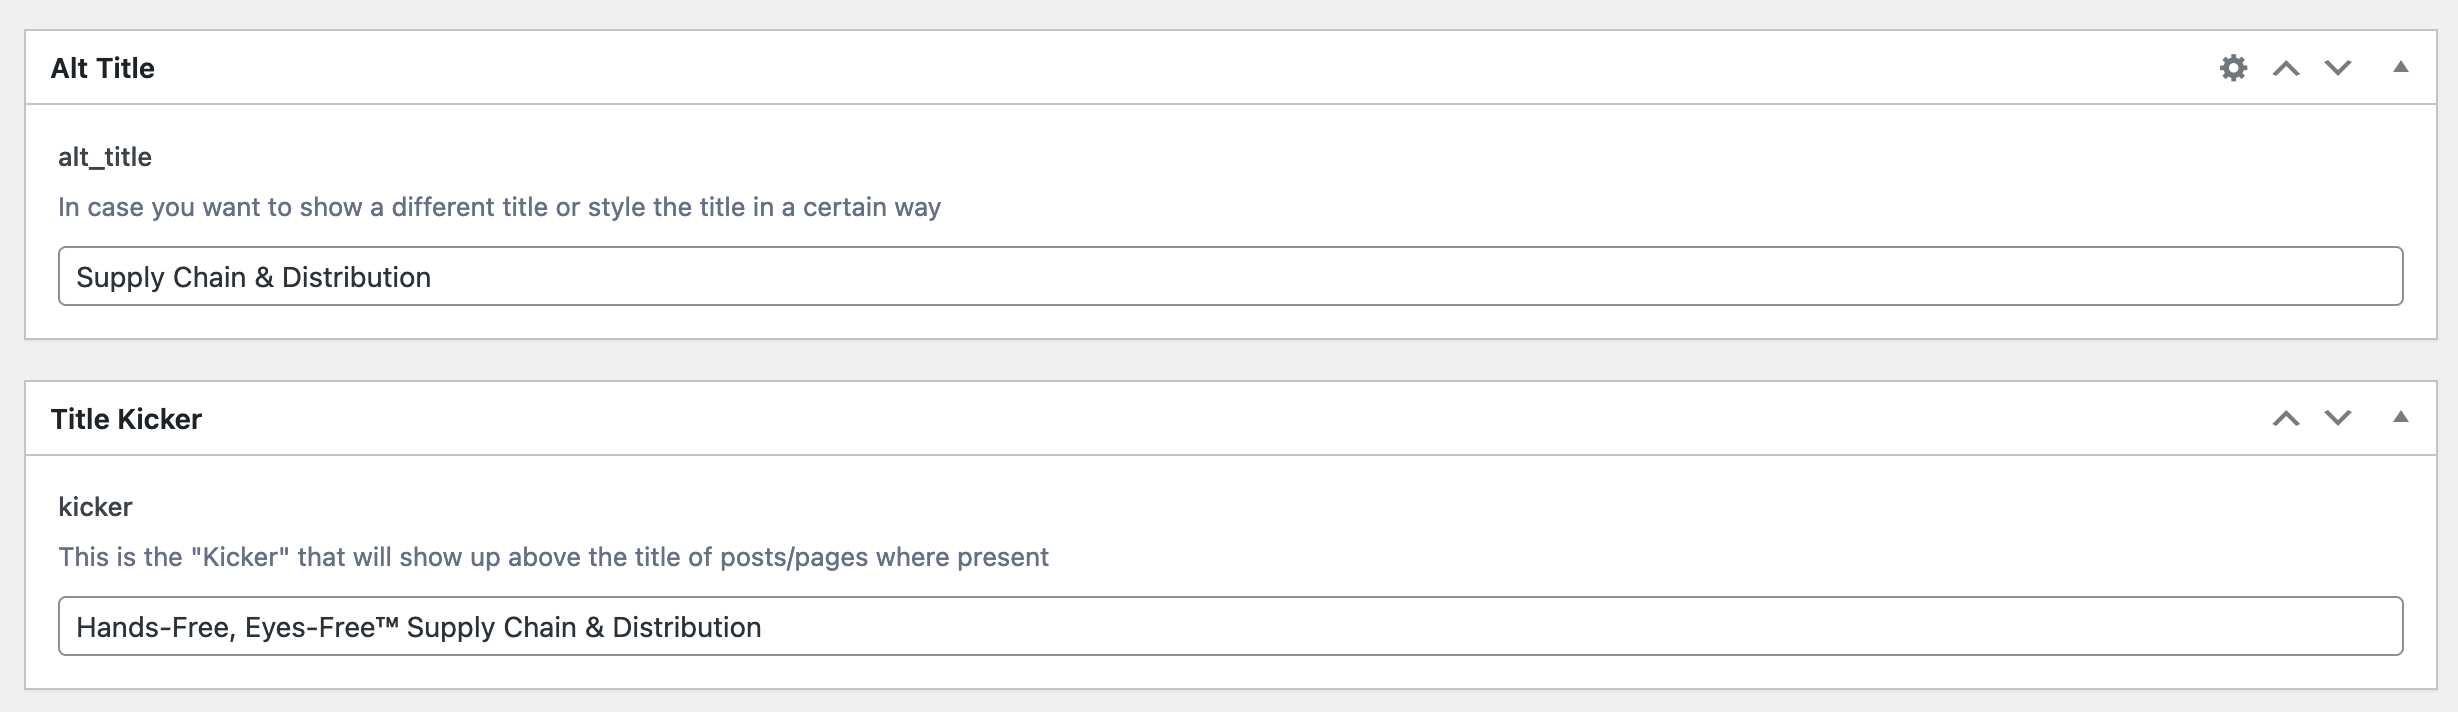 Alt Title
alt_title
In case you want to show a different title or style the title in a certain way
Supply Chain & Distribution
Title Kicker
kicker
This is the "Kicker" that will show up above the title of posts/pages where present
Hands-Free, Eyes-Free™ Supply Chain & Distribution